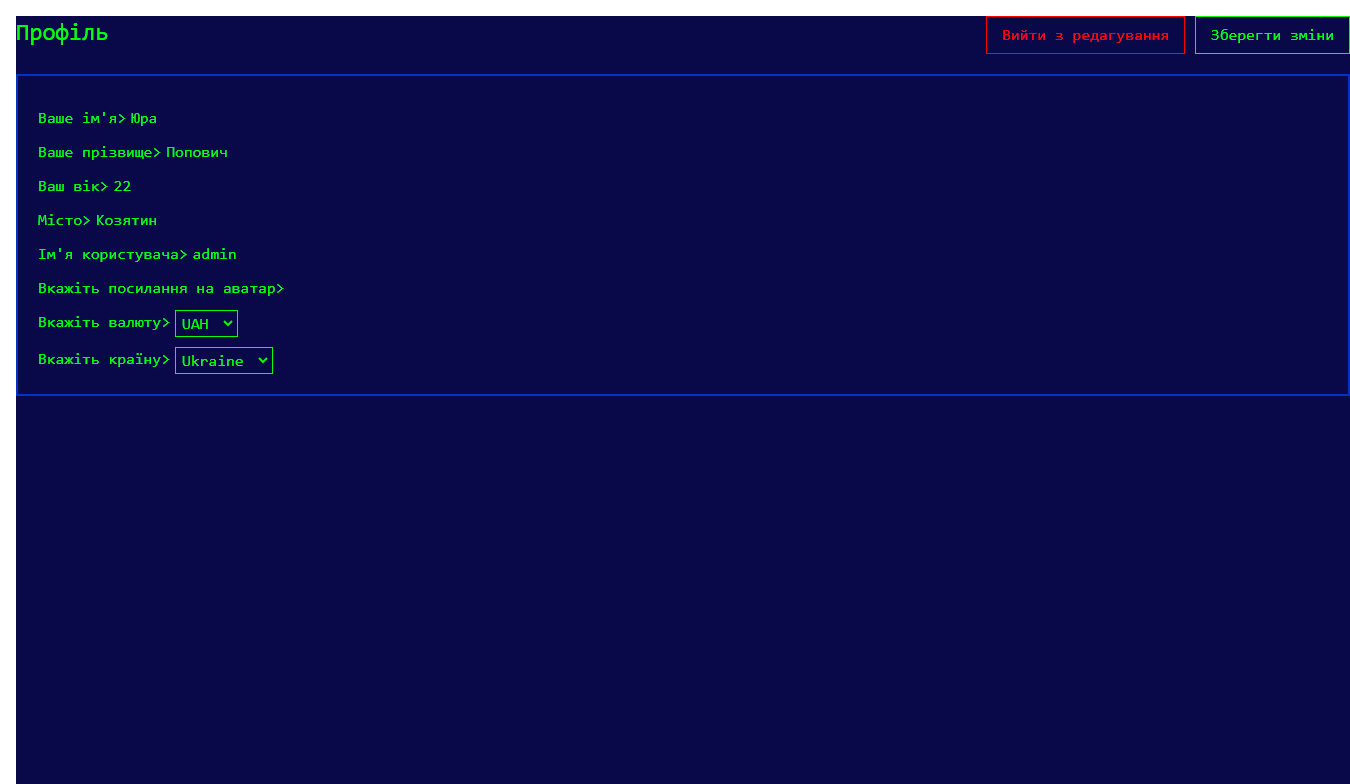 Профіль
Вийти з редагування
Зберегти зміни
Ваше ім'я> Юра
Ваше прізвище> Попович
Ваш вік> 22
Місто> Козятин
Ім'я користувача> admin
Вкажіть посилання на аватар>
Вкажіть валюту> UAH
Вкажіть країну> Ukraine